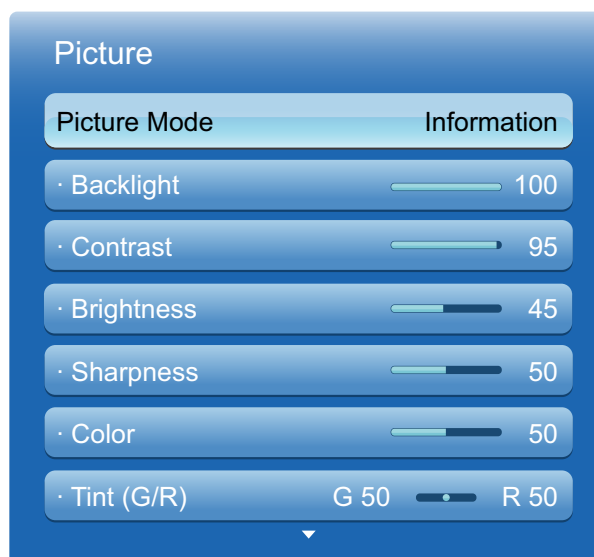 Picture
Picture Mode Information
· Backlight 100
· Contrast 95
· Brightness 45
· Sharpness 50
· Color 50
· Tint (G/R) G 50 R 50